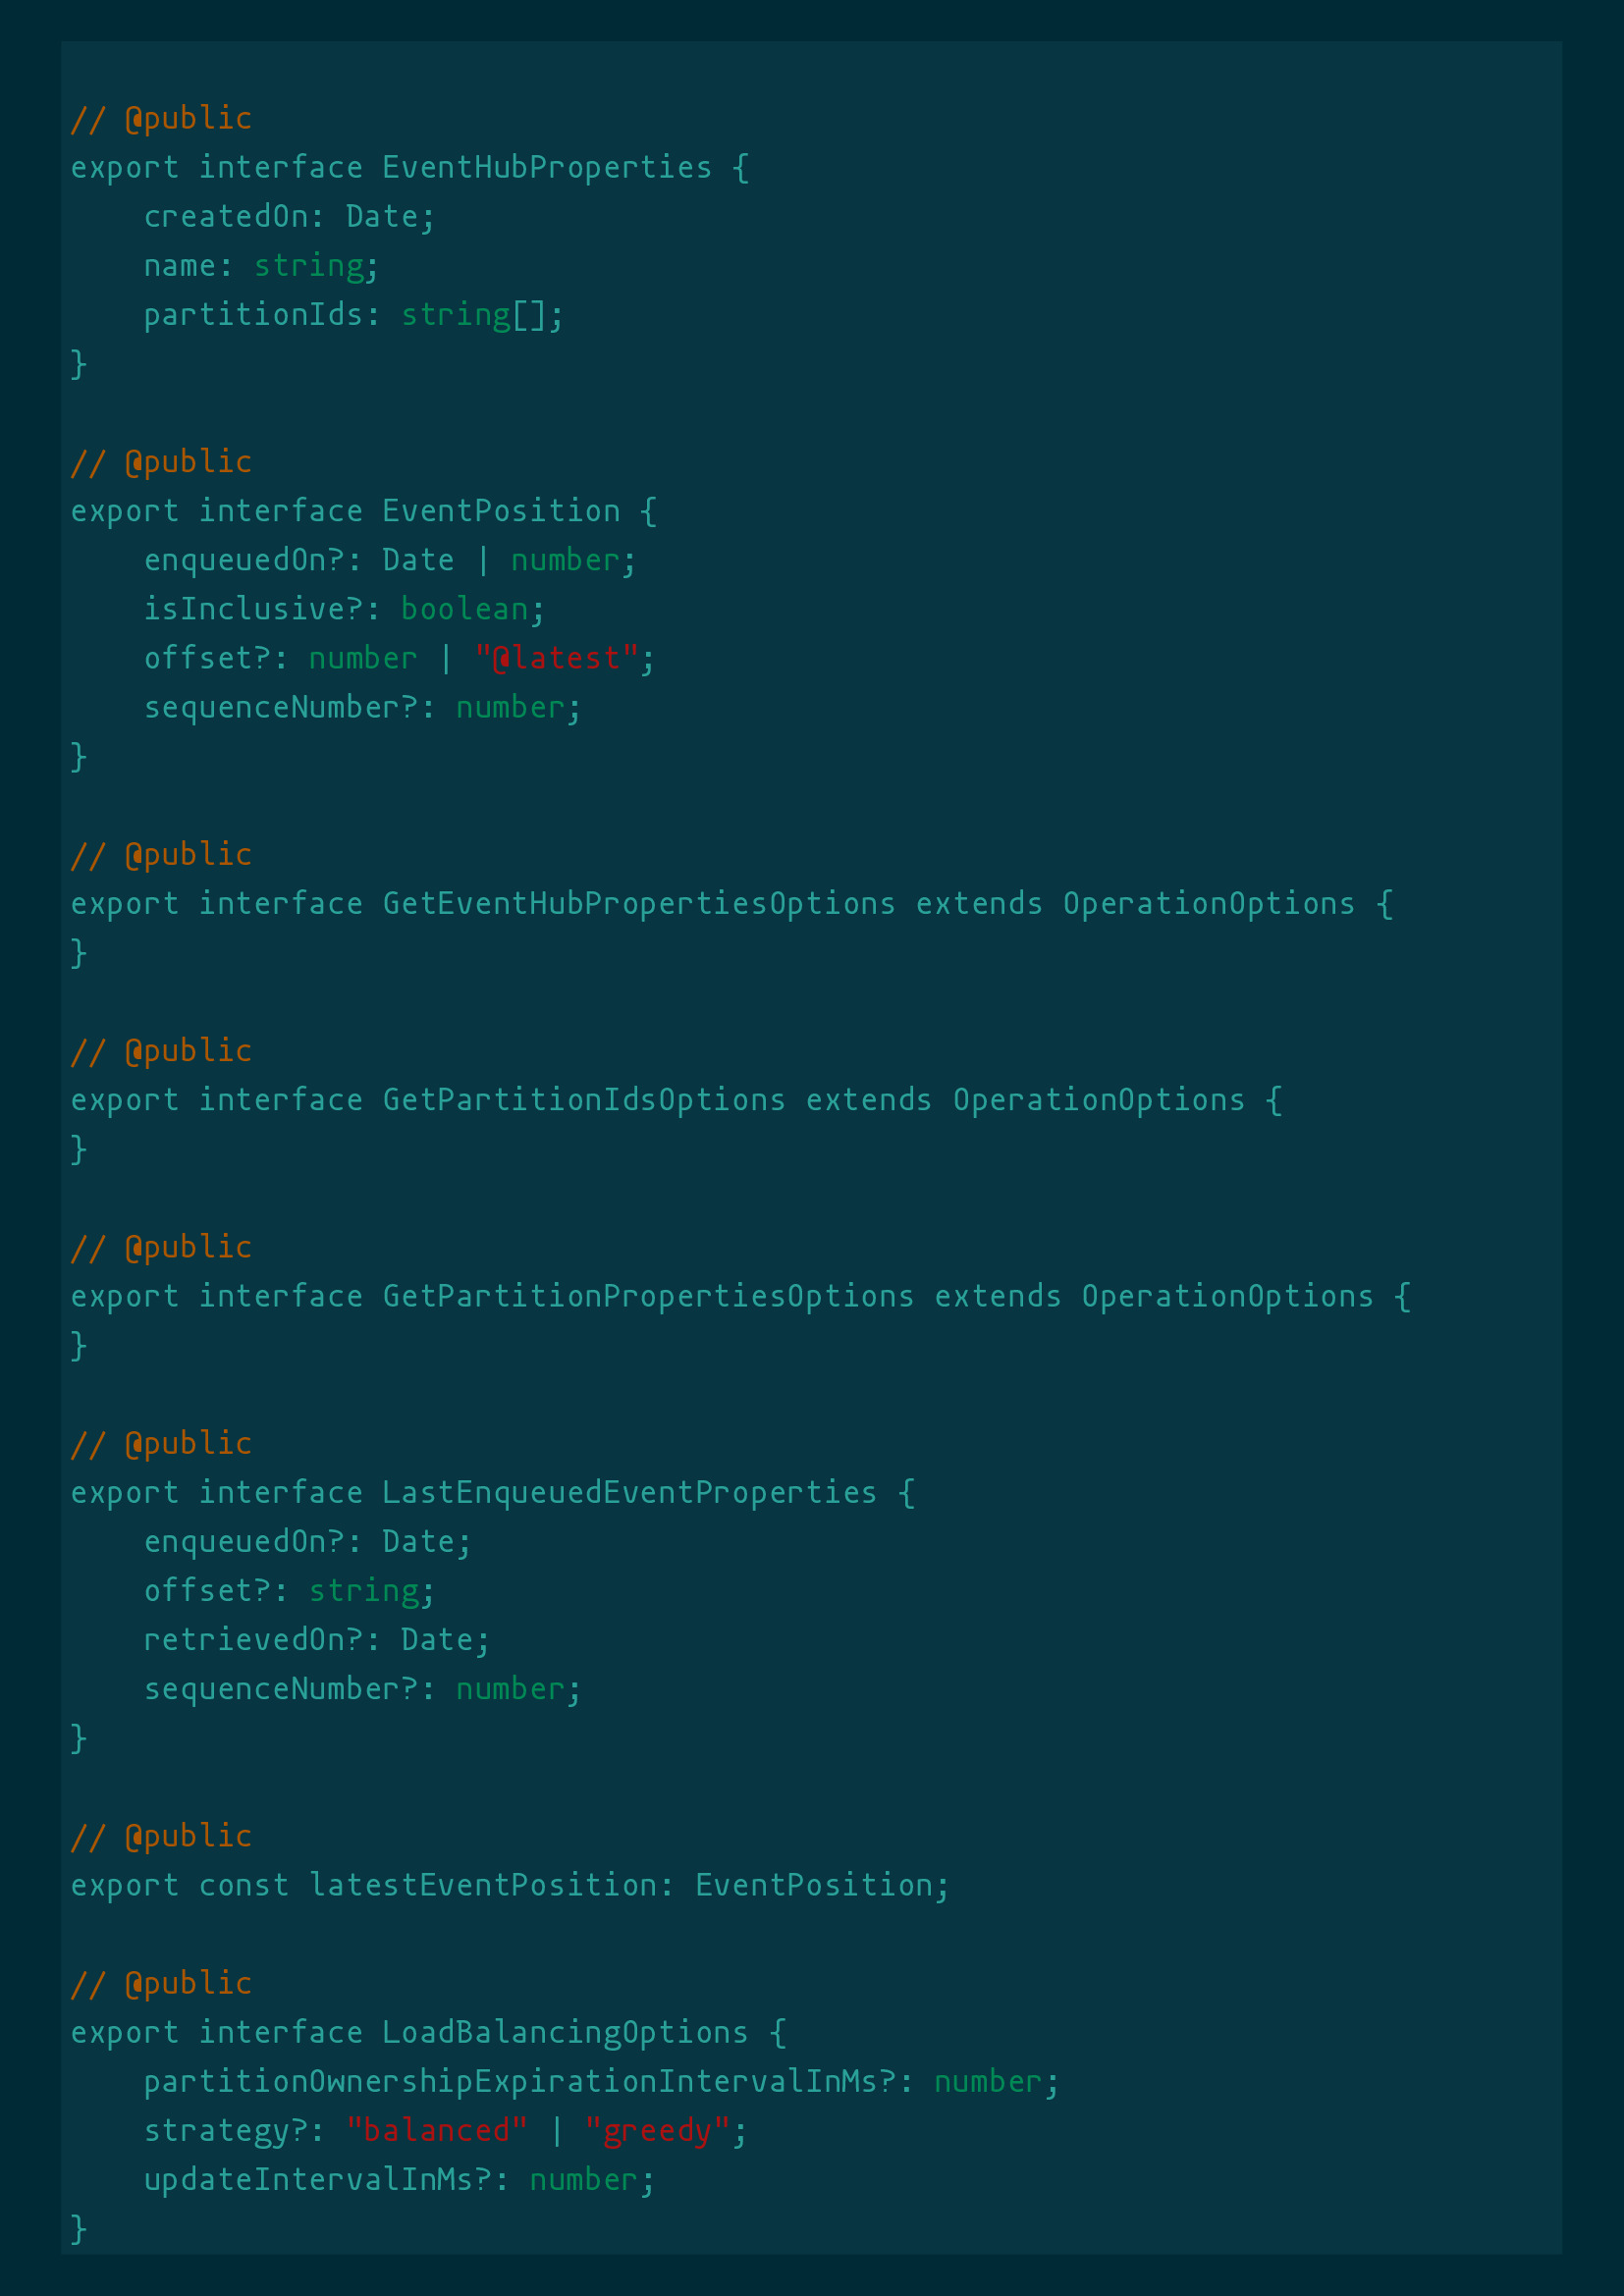 // @public
export interface EventHubProperties {
    createdOn: Date;
    name: string;
    partitionIds: string[];
}

// @public
export interface EventPosition {
    enqueuedOn?: Date | number;
    isInclusive?: boolean;
    offset?: number | "@latest";
    sequenceNumber?: number;
}

// @public
export interface GetEventHubPropertiesOptions extends OperationOptions {
}

// @public
export interface GetPartitionIdsOptions extends OperationOptions {
}

// @public
export interface GetPartitionPropertiesOptions extends OperationOptions {
}

// @public
export interface LastEnqueuedEventProperties {
    enqueuedOn?: Date;
    offset?: string;
    retrievedOn?: Date;
    sequenceNumber?: number;
}

// @public
export const latestEventPosition: EventPosition;

// @public
export interface LoadBalancingOptions {
    partitionOwnershipExpirationIntervalInMs?: number;
    strategy?: "balanced" | "greedy";
    updateIntervalInMs?: number;
}